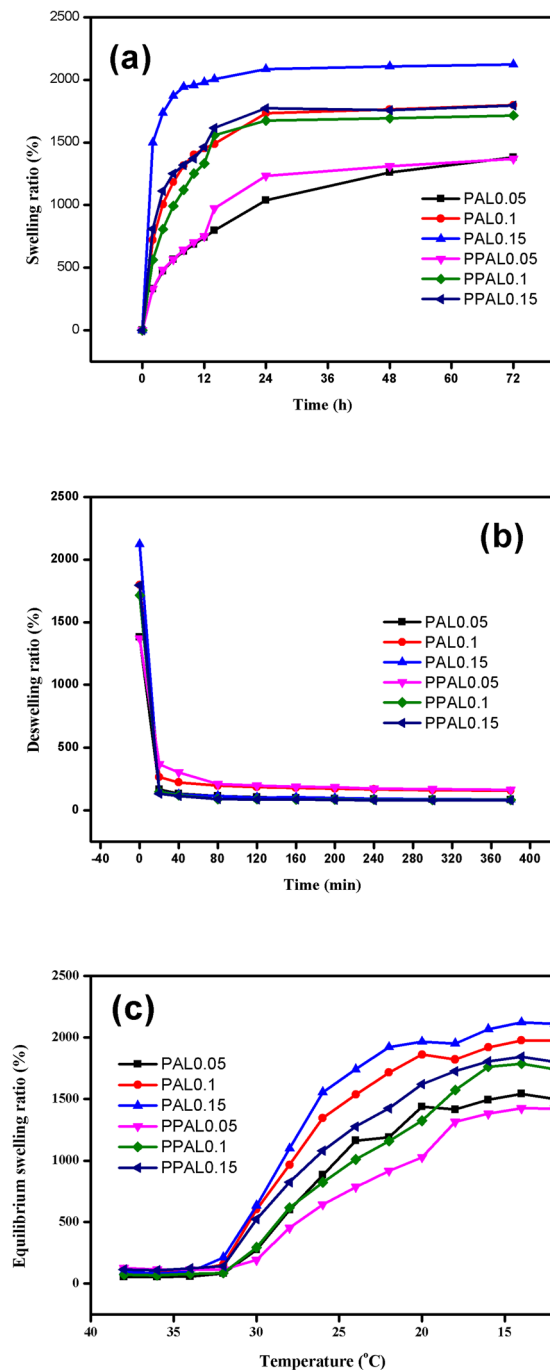 (a)
Swelling ratio (%)
2500
2000
1500
1000
500
0
PAL0.05
PAL0.1
PAL0.15
PPAL0.05
PPAL0.1
PPAL0.15
0 12 24 36 48 60 72
Time (h)
(b)
Deswelling ratio (%)
2500
2000
1500
1000
500
0
PAL0.05
PAL0.1
PAL0.15
PPAL0.05
PPAL0.1
PPAL0.15
-40 0 40 80 120 160 200 240 280 320 360 400
Time (min)
(c)
Equilibrium swelling ratio (%)
2500
2000
1500
1000
500
0
PAL0.05
PAL0.1
PAL0.15
PPAL0.05
PPAL0.1
PPAL0.15
40 35 30 25 20 15
Temperature (°C)